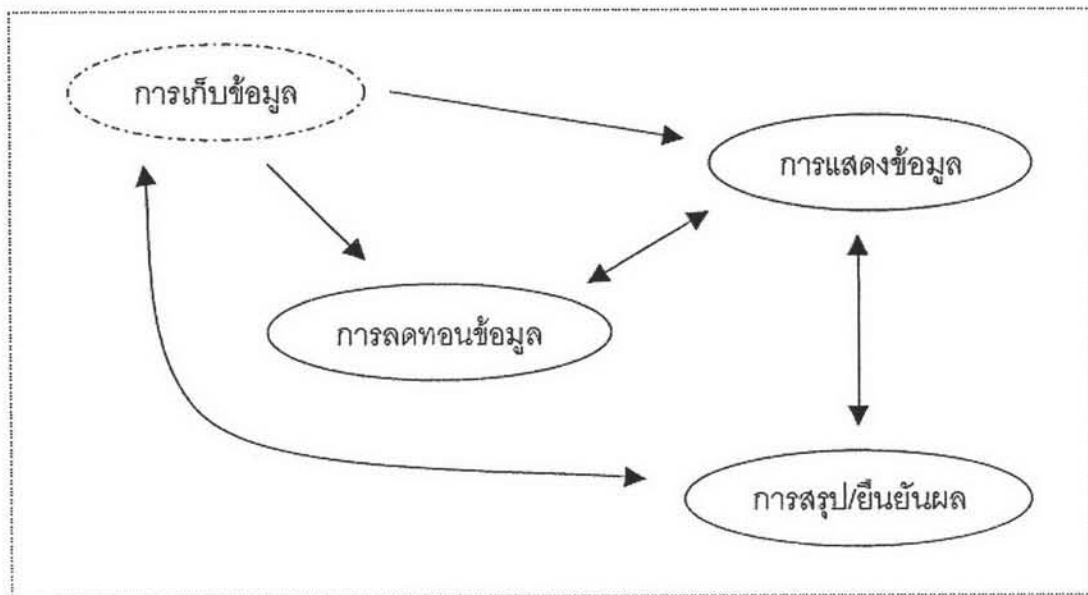 การเก็บข้อมูล
การแสดงข้อมูล
การลดทอนข้อมูล
การสรุป/ยืนยันผล